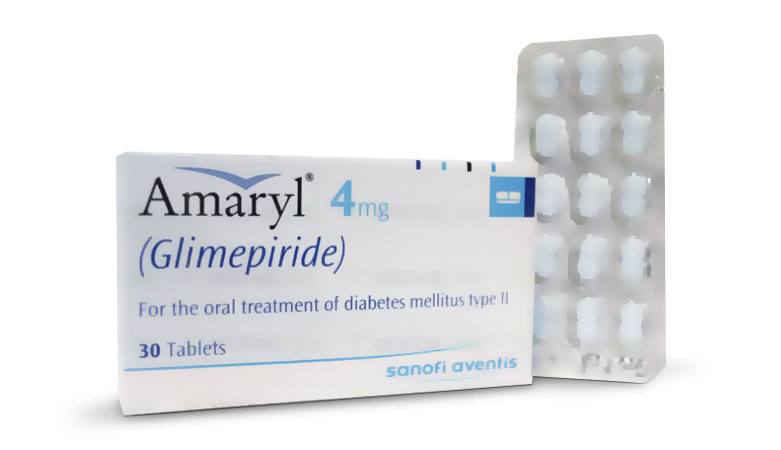 Amaryl® 4mg
(Glimepiride)
For the oral treatment of diabetes mellitus type II
30 Tablets
sanofi aventis